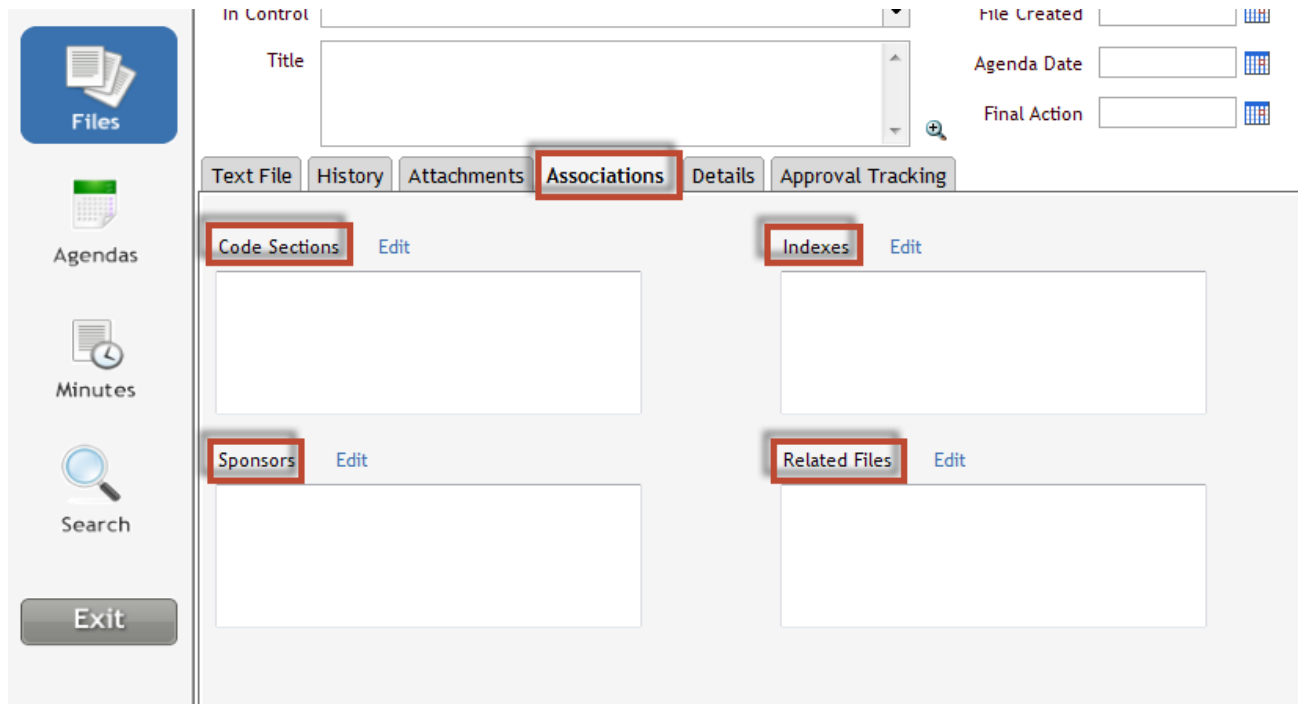 In Control
File Created
Title
Agenda Date
Final Action
Files
Text File History Attachments Associations Details Approval Tracking
Code Sections Edit
Indexes Edit
Agendas
Minutes
Sponsors Edit
Related Files Edit
Search
Exit